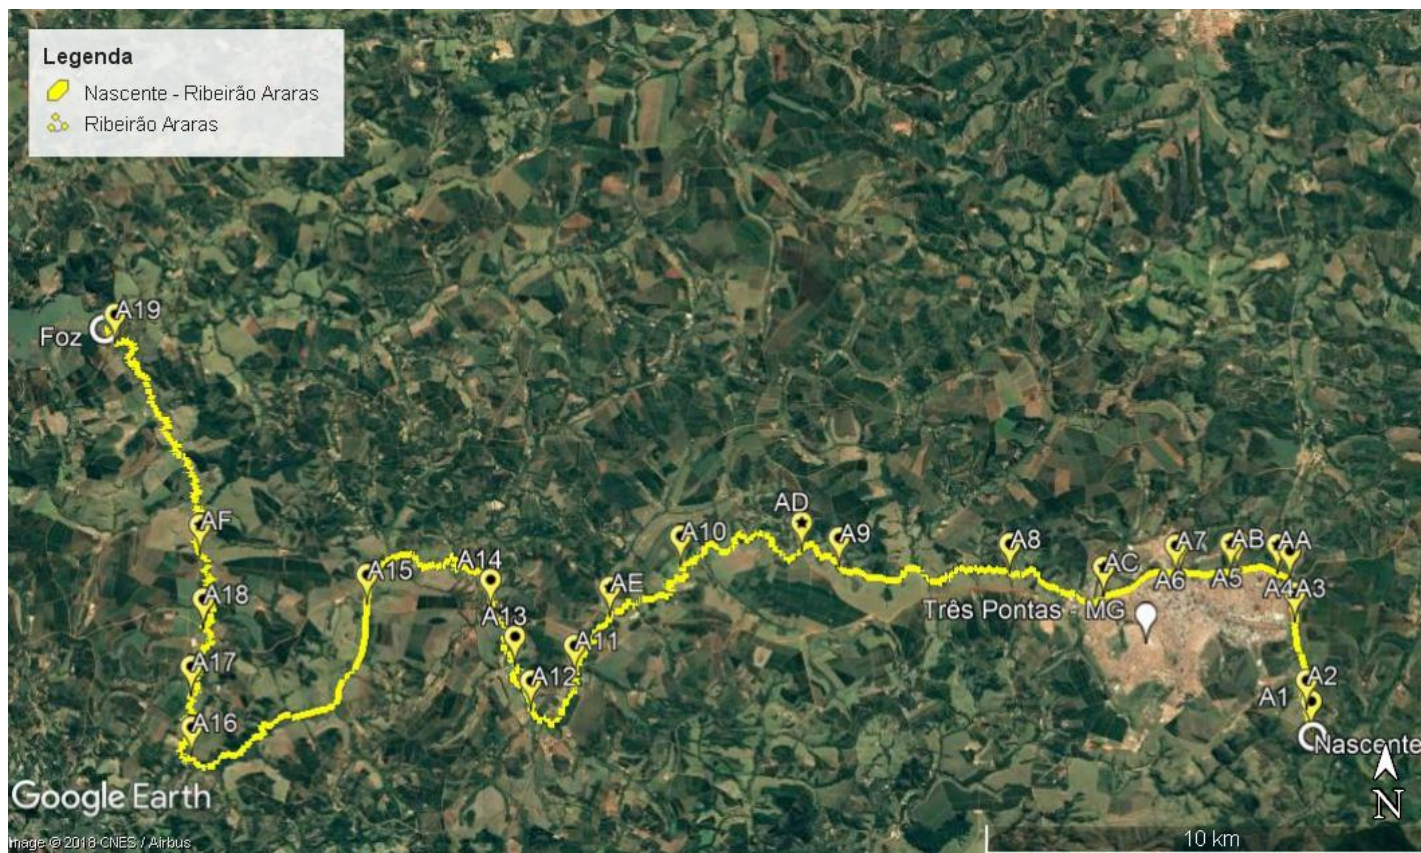 Legenda
Nascente - Ribeirão Araras
Ribeirão Araras
A19
Foz
AF
AD
A10
A9
A8
A7
AB
AA
A14
A15
AE
AC
A6
A5
A18
A13
A11
Três Pontas - MG
A4
A3
A17
A12
A2
A1
A16
Nascente
Google Earth
N
mage © 2018 CNES / Airbus
10 km